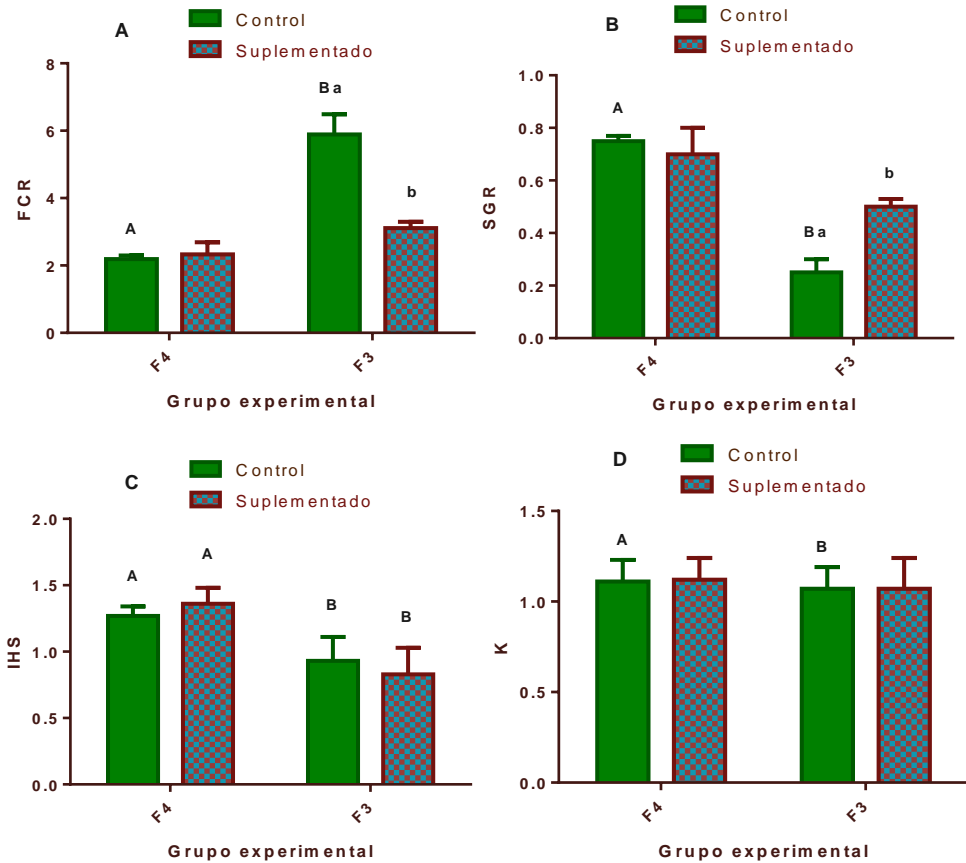 A
Control
Suplementado
8
6
4
2
0
FCR
A
Ba
b
F4
F3
Grupo experimental
B
Control
Suplementado
1.0
0.8
0.6
0.4
0.2
0.0
SGR
A
Ba
b
F4
F3
Grupo experimental
C
Control
Suplementado
2.0
1.5
1.0
0.5
0.0
IHS
A
A
B
B
F4
F3
Grupo experimental
D
Control
Suplementado
1.5
1.0
0.5
0.0
K
A
B
F4
F3
Grupo experimental